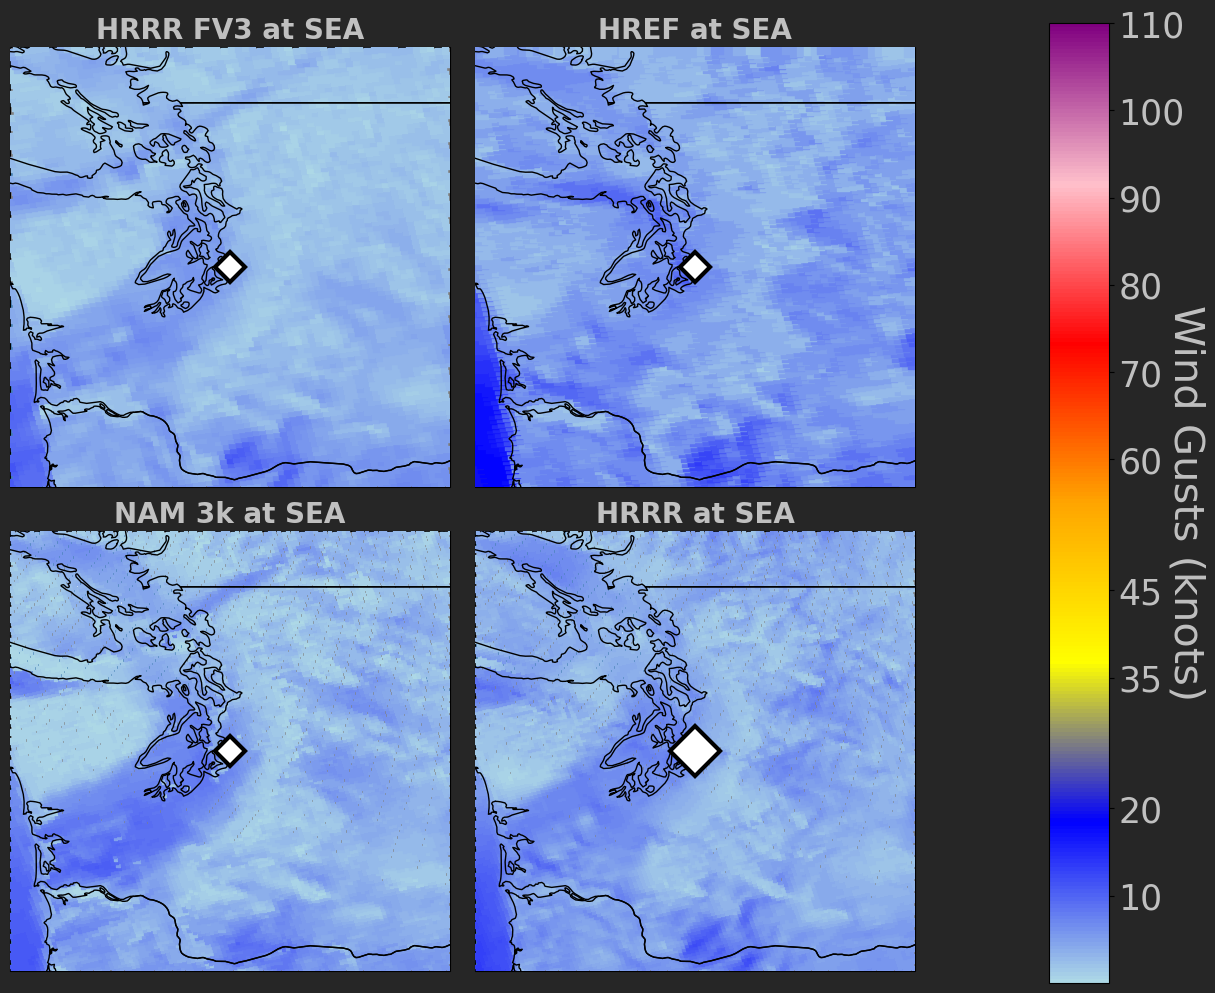 HRRR FV3 at SEA
HREF at SEA
NAM 3k at SEA
HRRR at SEA
110
100
90
80
70
60
45
35
20
10
Wind Gusts (knots)